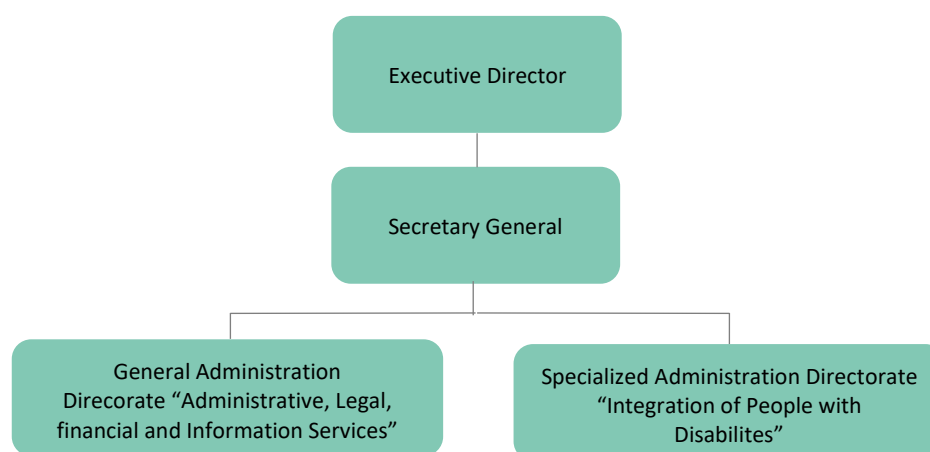 Executive Director
Secretary General
General Administration
Direcorate “Administrative, Legal,
financial and Information Services”
Specialized Administration Directorate
“Integration of People with
Disabilites”